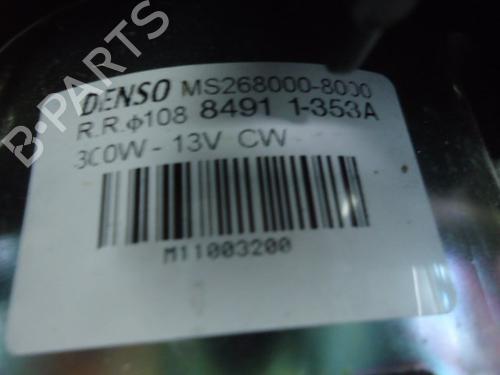 DENSO MS268000-8000
R.R.φ108 8491 1-353A
300W - 13V CW
M11003200
B-PARTS